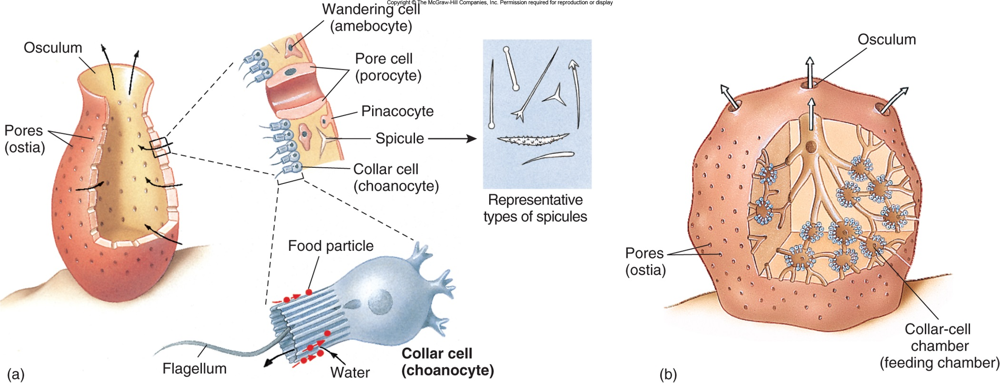 Copyright © The McGraw-Hill Companies, Inc. Permission required for reproduction or display
Wandering cell
(amebocyte)
Osculum
Pore cell
(porocyte)
Pinacocyte
Pores
(ostia)
Spicule
Collar cell
(choanocyte)
Representative
types of spicules
Food particle
Flagellum
Water
Collar cell
(choanocyte)
(a)
Osculum
Pores
(ostia)
Collar-cell
chamber
(feeding chamber)
(b)